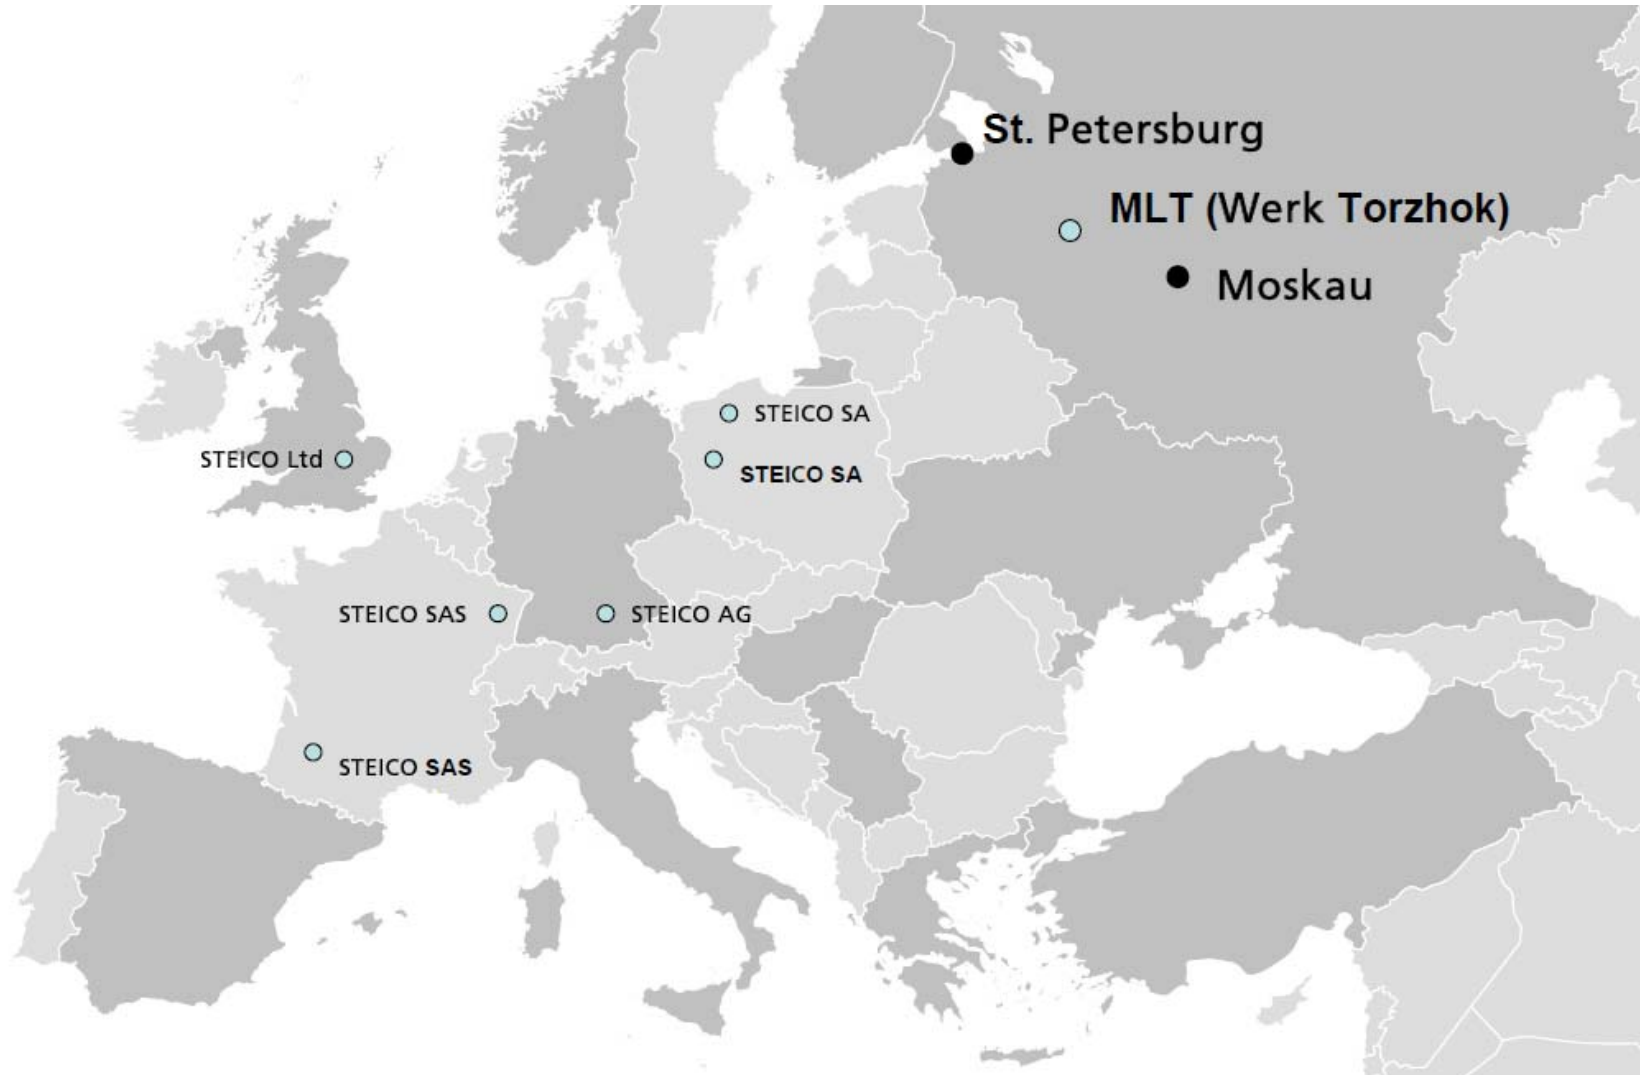 St. Petersburg
MLT (Werk Torzhok)
Moskau
STEICO SA
STEICO Ltd
STEICO SA
STEICO SAS
STEICO AG
STEICO SAS